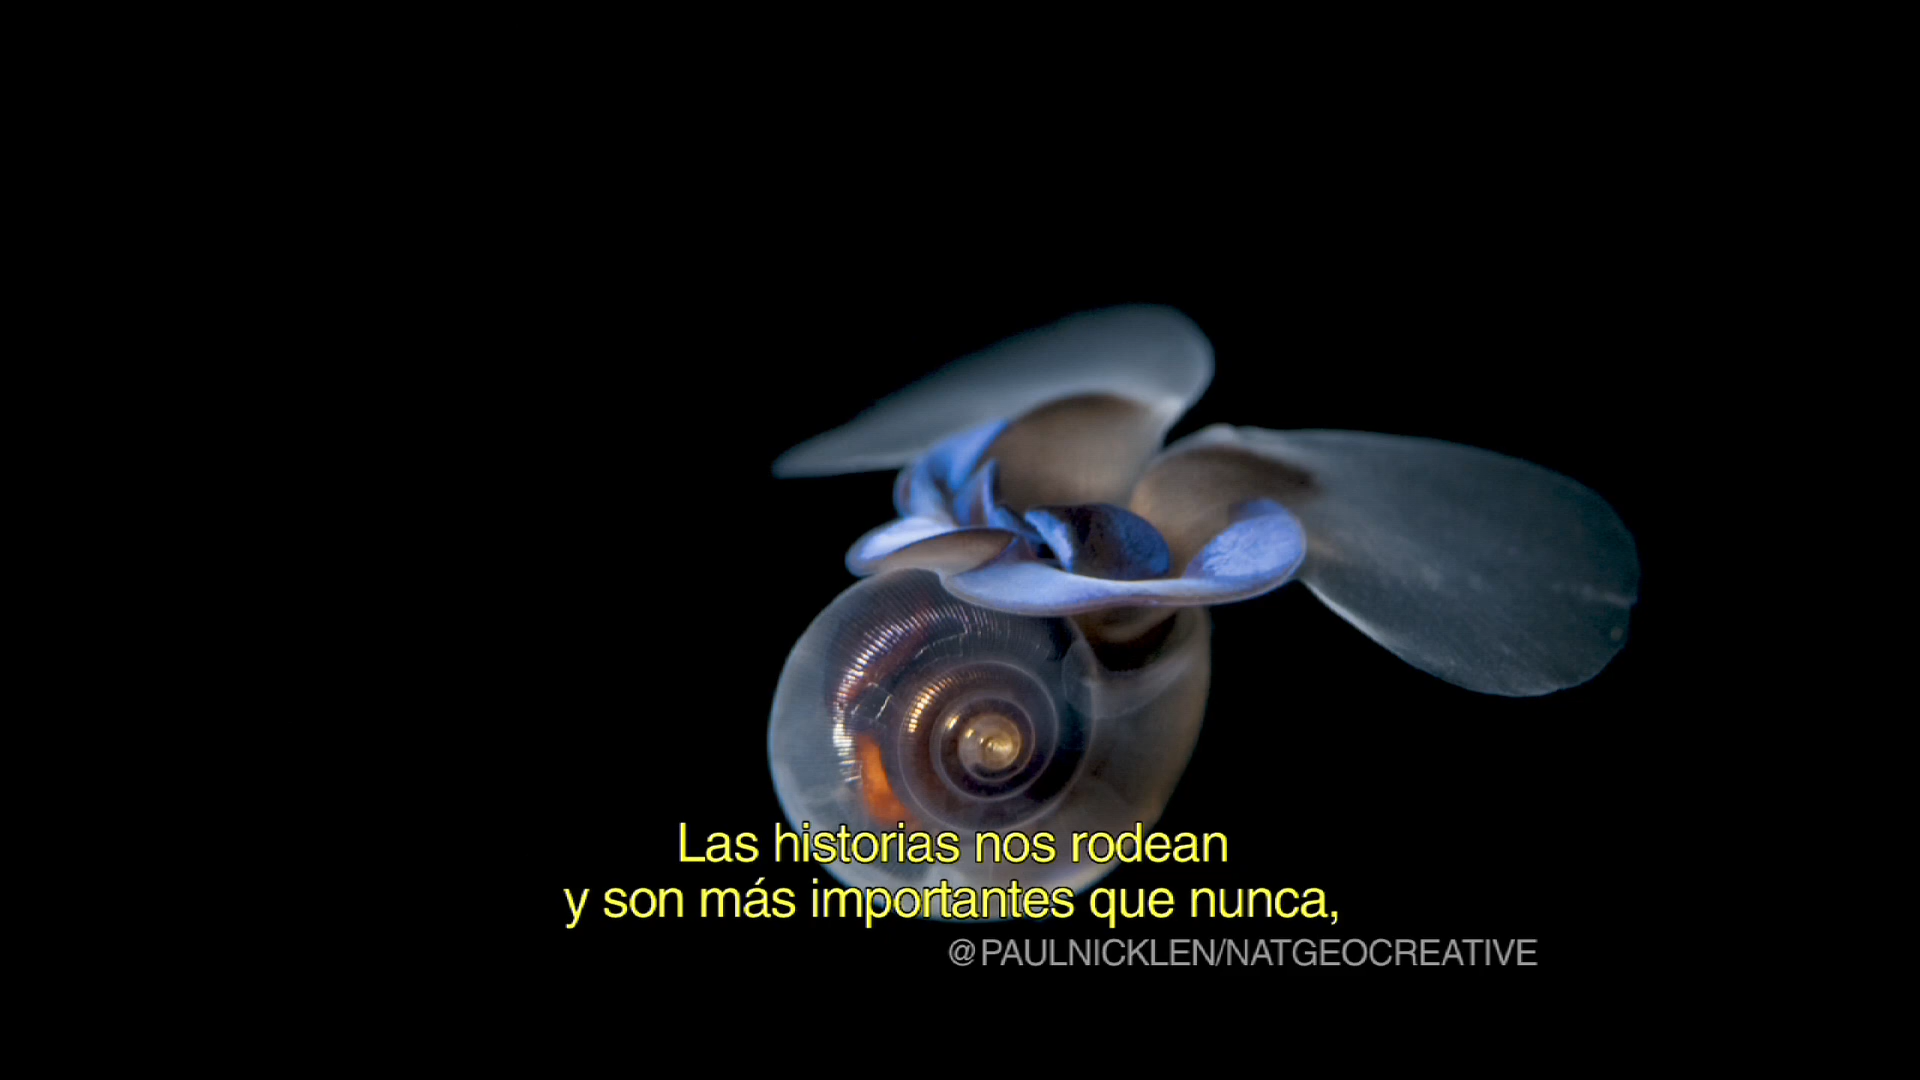 Las historias nos rodean
y son más importantes que nunca,
@PAULNICKLEN/NATGEOCREATIVE